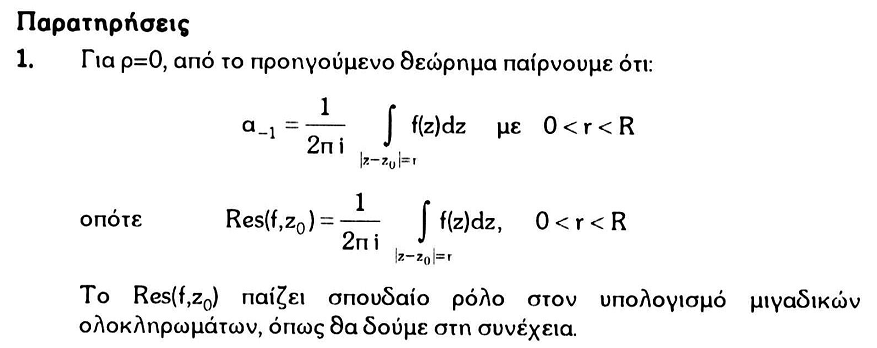 Παρατηρήσεις
1. Για ρ=0, από το προηγούμενο θεώρημα παίρνουμε ότι:
α₋₁ = 1/(2π i) ∫_{|z−z₀|=r} f(z)dz με 0 < r < R
οπότε Res(f,z₀) = 1/(2π i) ∫_{|z−z₀|=r} f(z)dz, 0 < r < R
Το Res(f,z₀) παίζει σπουδαίο ρόλο στον υπολογισμό μιγαδικών
ολοκληρωμάτων, όπως θα δούμε στη συνέχεια.